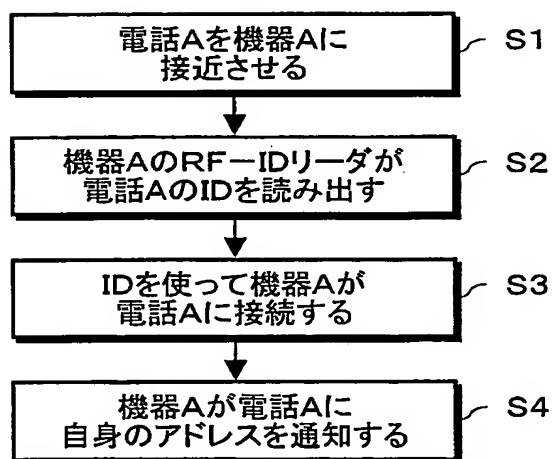 電話Aを機器Aに
接近させる
S1
機器AのRF－IDリーダが
電話AのIDを読み出す
S2
IDを使って機器Aが
電話Aに接続する
S3
機器Aが電話Aに
自身のアドレスを通知する
S4